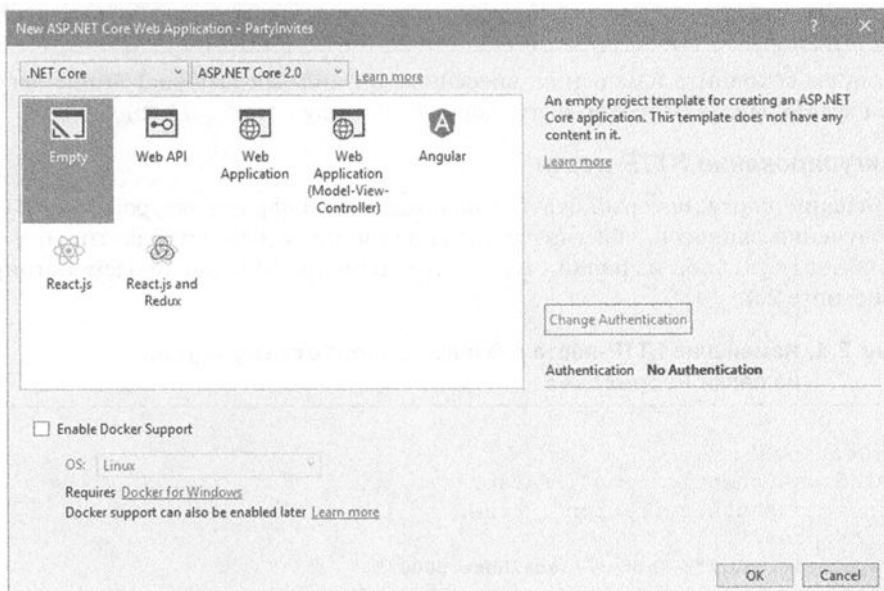 New ASP.NET Core Web Application - PartyInvites
? ×
.NET Core
ASP.NET Core 2.0
Learn more
Empty
Web API
Web
Application
Web
Application
(Model-View-
Controller)
Angular
React.js
React.js and
Redux
An empty project template for creating an ASP.NET
Core application. This template does not have any
content in it.
Learn more
Change Authentication
Authentication No Authentication
Enable Docker Support
OS: Linux
Requires Docker for Windows
Docker support can also be enabled later Learn more
OK
Cancel